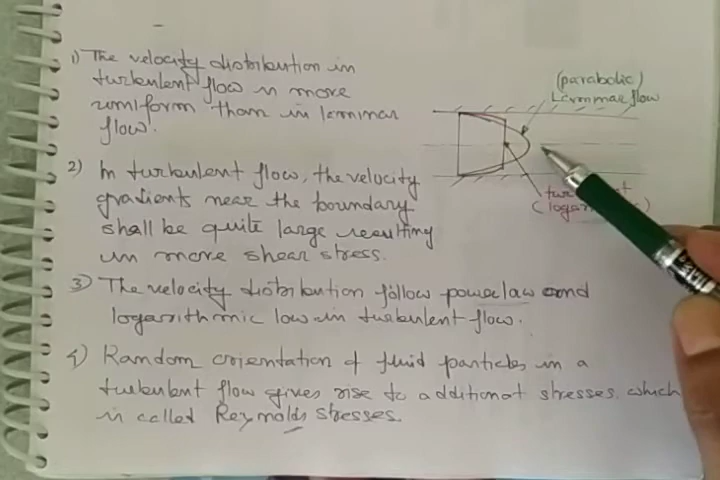 1) The velocity distribution in
turbulent flow is more
uniform than in laminar
flow.
2) In turbulent flow, the velocity
gradients near the boundary
shall be quite large resulting
in more shear stress.
3) The velocity distribution follow power law and
logarithmic law in turbulent flow.
4) Random orientation of fluid particles in a
turbulent flow gives rise to additional stresses, which
is called Reynolds stresses.
(parabolic)
Laminar flow